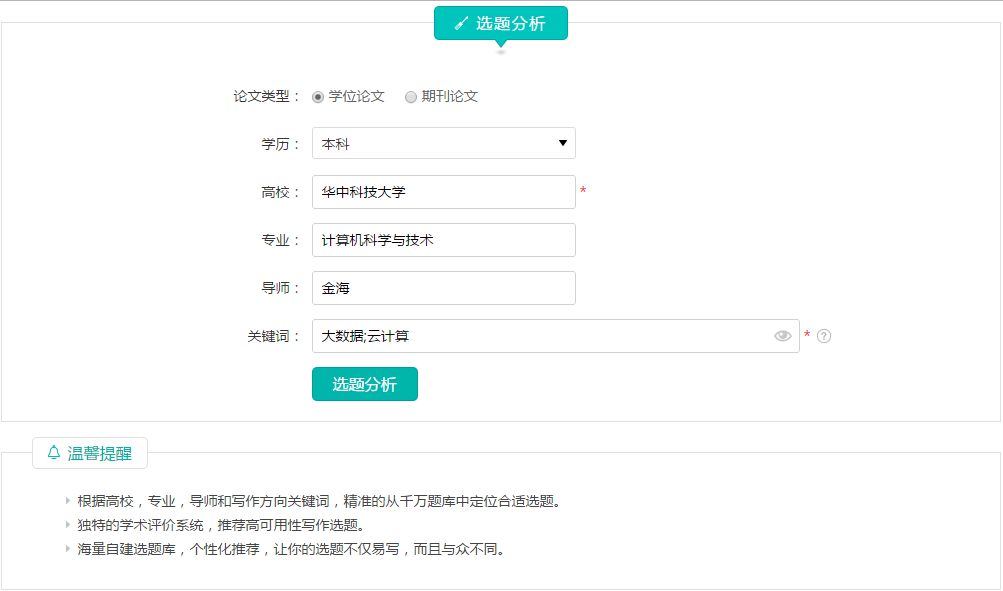 选题分析
论文类型： 学位论文 期刊论文
学历： 本科
高校： 华中科技大学 *
专业： 计算机科学与技术
导师： 金海
关键词： 大数据;云计算 * ?
选题分析
温馨提醒
根据高校，专业，导师和写作方向关键词，精准的从千万题库中定位合适选题。
独特的学术评价系统，推荐高可用性写作选题。
海量自建选题库，个性化推荐，让你的选题不仅易写，而且与众不同。